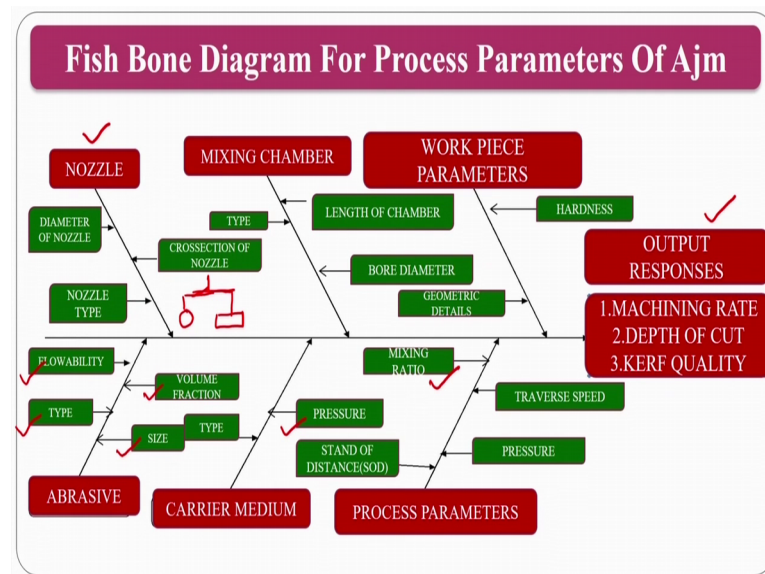 Fish Bone Diagram For Process Parameters Of Ajm
NOZZLE
MIXING CHAMBER
WORK PIECE
PARAMETERS
DIAMETER
OF NOZZLE
CROSSECTION OF
NOZZLE
NOZZLE
TYPE
TYPE
LENGTH OF CHAMBER
BORE DIAMETER
HARDNESS
GEOMETRIC
DETAILS
OUTPUT
RESPONSES
1.MACHINING RATE
2.DEPTH OF CUT
3.KERF QUALITY
FLOWABILITY
VOLUME
FRACTION
TYPE
SIZE
ABRASIVE
TYPE
PRESSURE
CARRIER MEDIUM
MIXING
RATIO
TRAVERSE SPEED
STAND OF
DISTANCE(SOD)
PRESSURE
PROCESS PARAMETERS